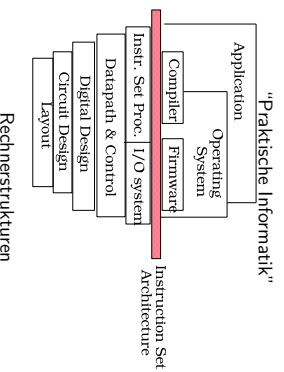 "Praktische Informatik"
Application
Operating
System
Compiler
Firmware
Instruction Set
Architecture
Instr. Set Proc.
I/O system
Datapath & Control
Digital Design
Circuit Design
Layout
Rechnerstrukturen